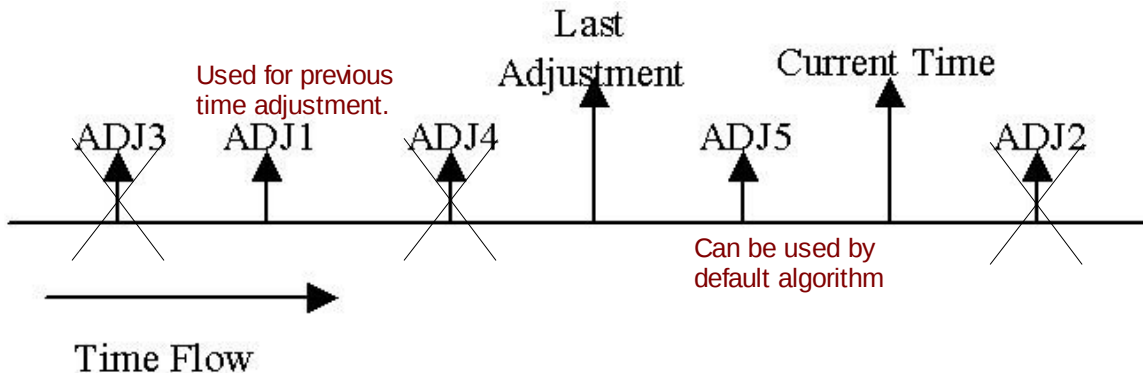 Last
Adjustment
Used for previous
time adjustment.
Current Time
ADJ3
ADJ1
ADJ4
ADJ5
ADJ2
Can be used by
default algorithm
Time Flow